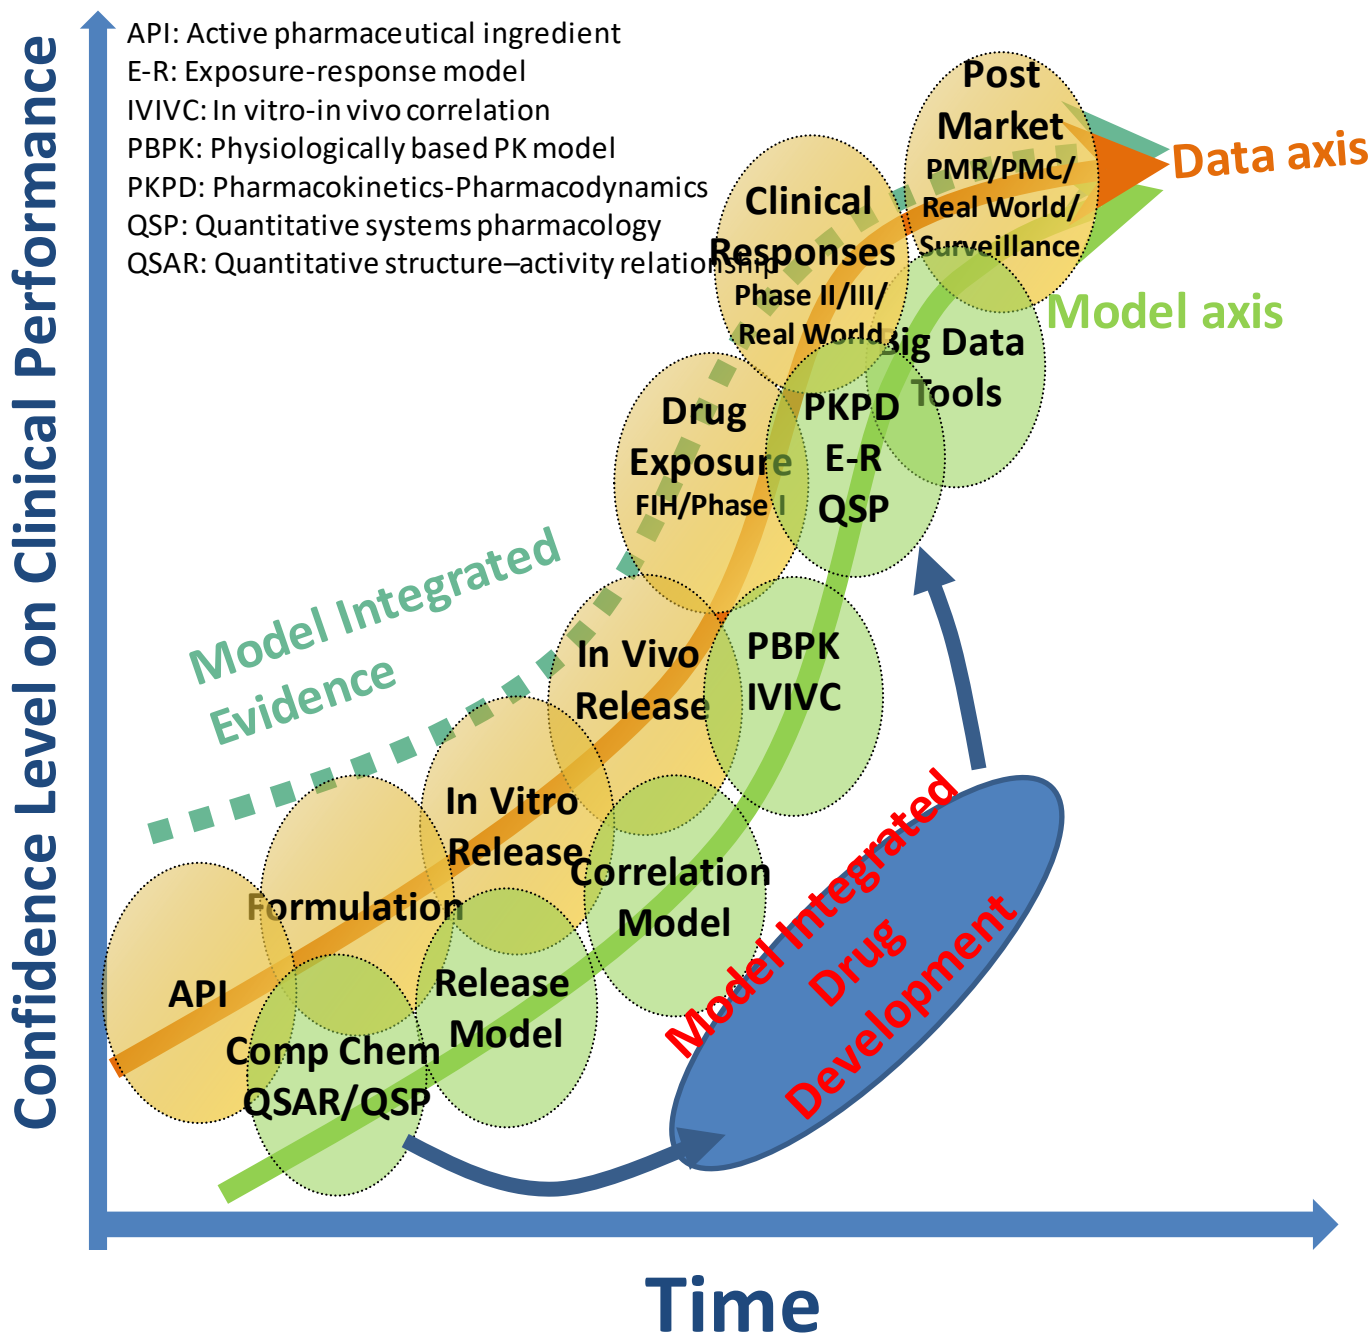 Confidence Level on Clinical Performance
API: Active pharmaceutical ingredient
E-R: Exposure-response model
IVIVC: In vitro-in vivo correlation
PBPK: Physiologically based PK model
PKPD: Pharmacokinetics-Pharmacodynamics
QSP: Quantitative systems pharmacology
QSAR: Quantitative structure–activity relationship
Post
Market
PMR/PMC/
Real World/
Surveillance
Data axis
Model axis
Clinical
Responses
Phase II/III/
Real World
Big Data
Tools
Drug
Exposure
FIH/Phase I
PKPD
E-R
QSP
Model Integrated
Evidence
In Vivo
Release
PBPK
IVIVC
In Vitro
Release
Correlation
Model
Formulation
API
Release
Model
Comp Chem
QSAR/QSP
Model Integrated
Drug
Development
Time